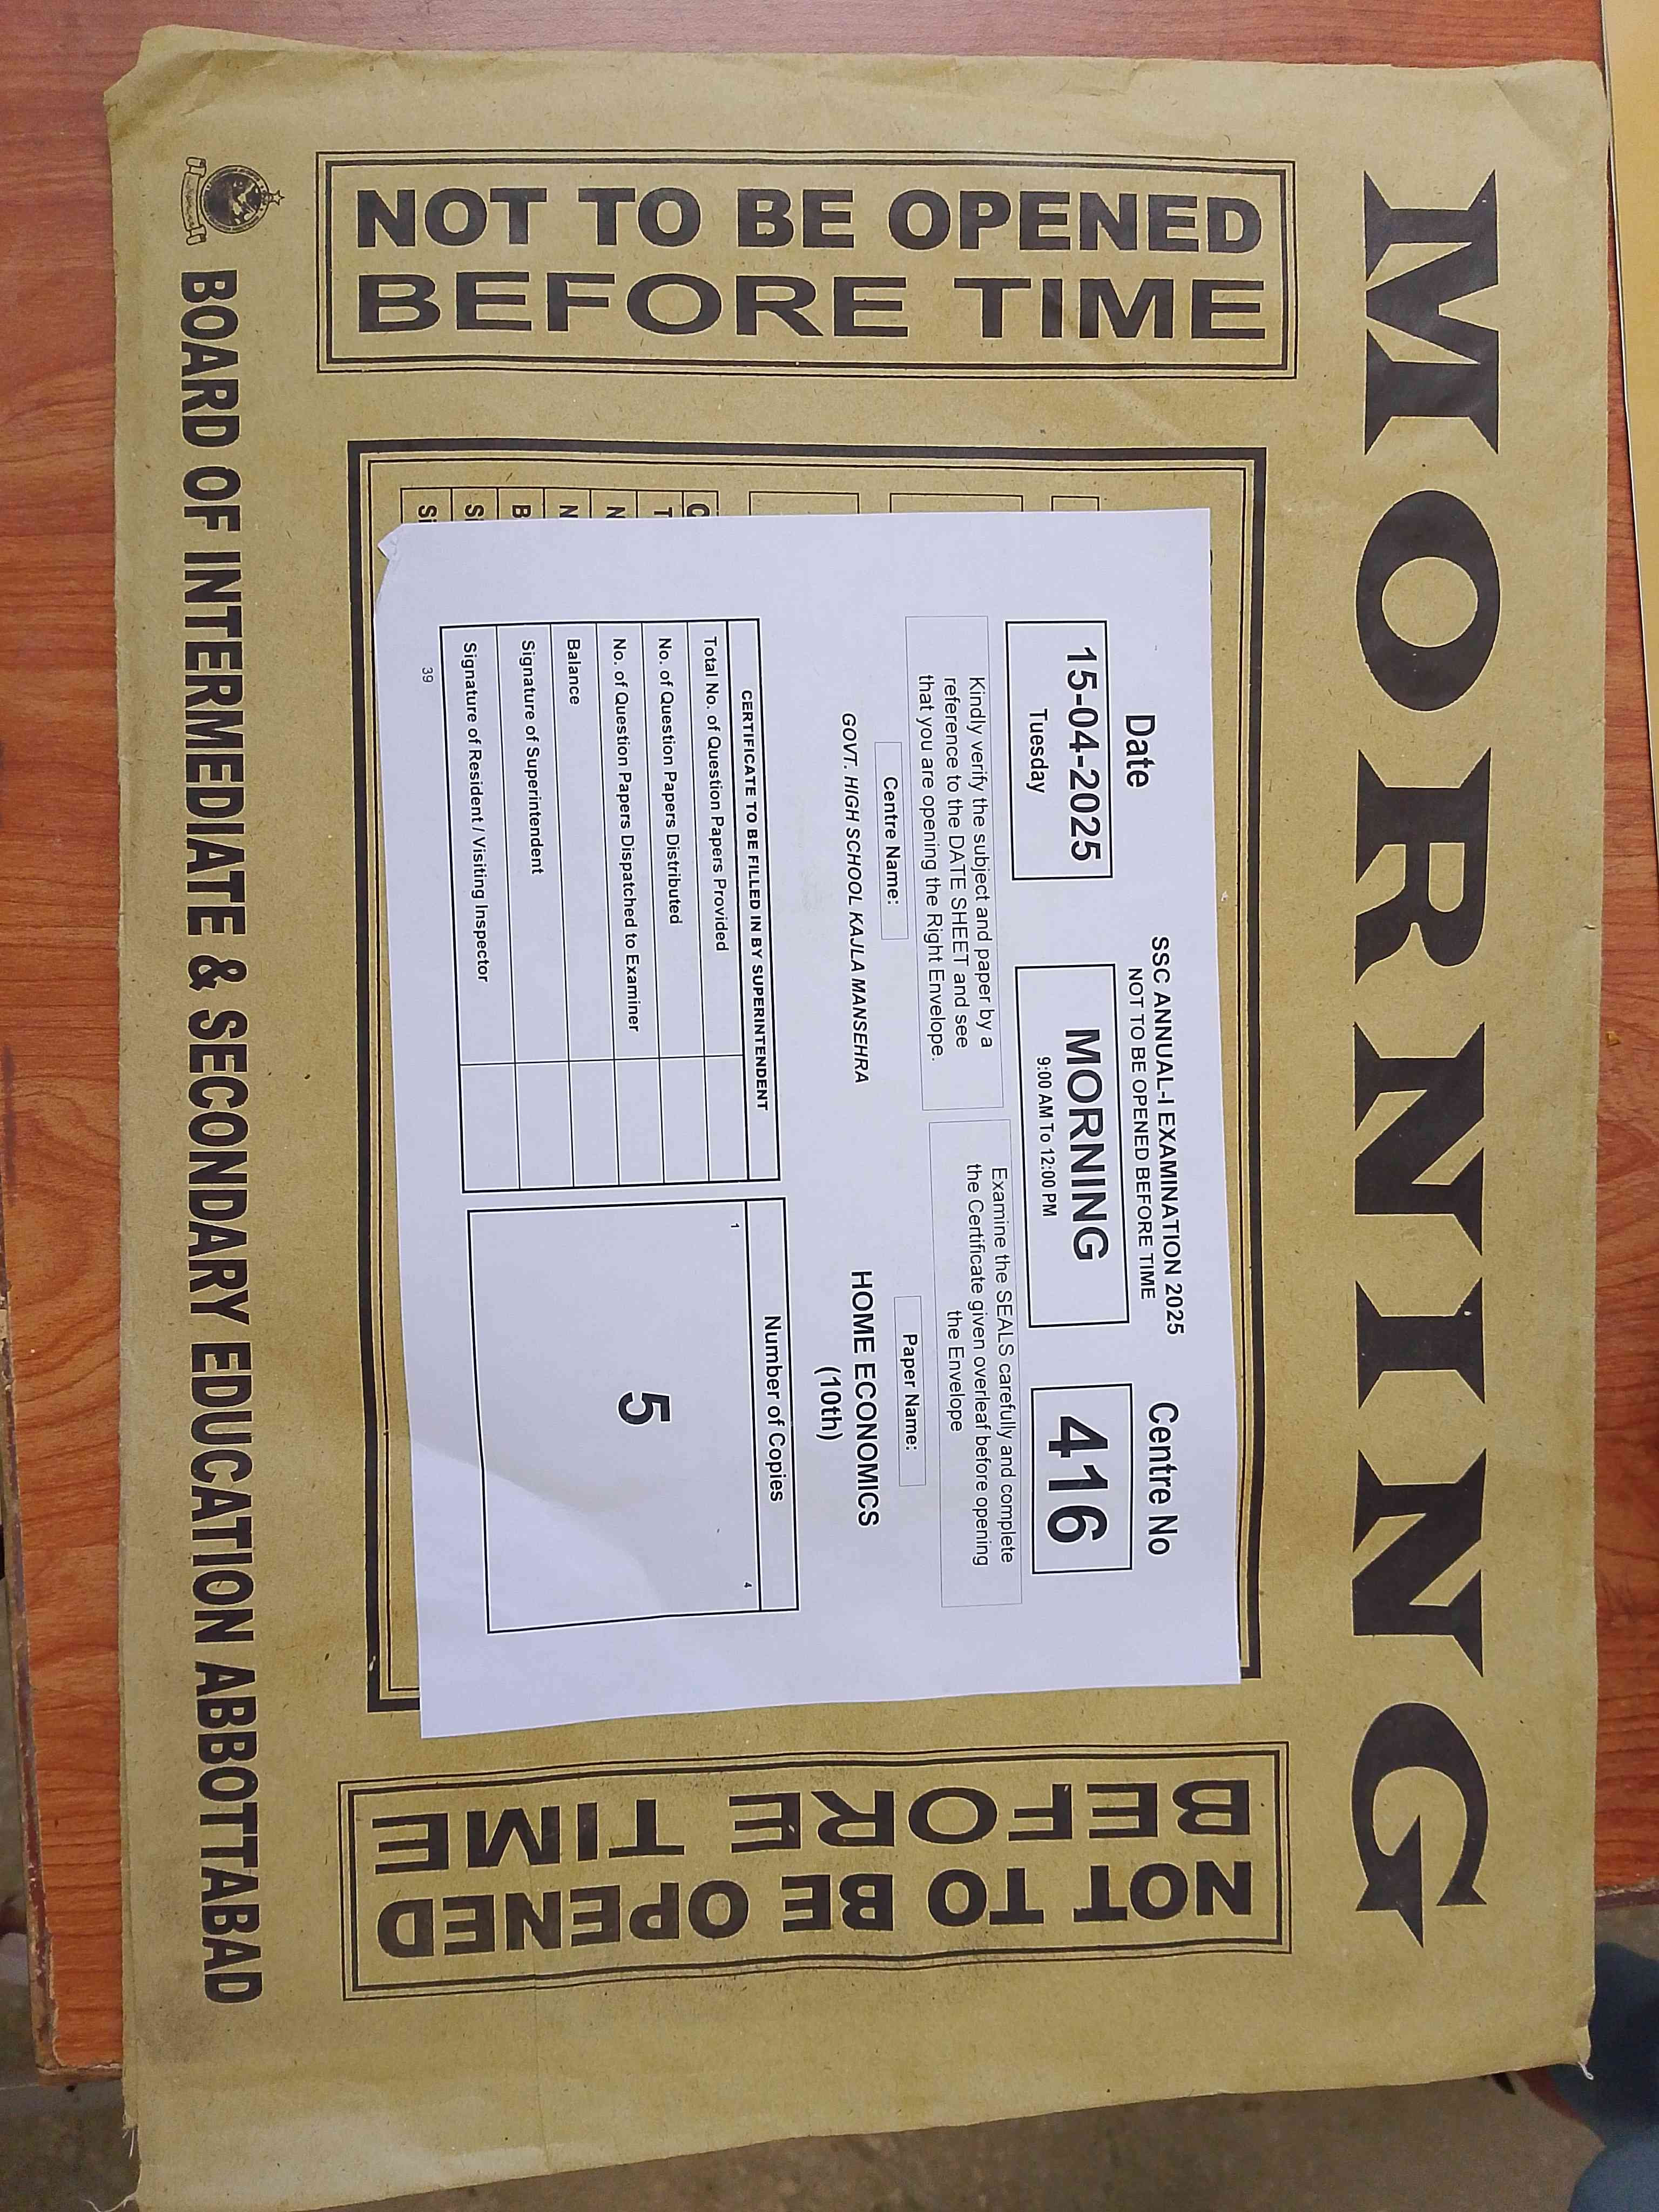 MORNING
NOT TO BE OPENED
BEFORE TIME
SSC ANNUAL-I EXAMINATION 2025
NOT TO BE OPENED BEFORE TIME
Date
15-04-2025
Tuesday
MORNING
9:00 AM To 12:00 PM
Centre No
416
Kindly verify the subject and paper by a
reference to the DATE SHEET and see
that you are opening the Right Envelope.
Examine the SEALS carefully and complete
the Certificate given overleaf before opening
the Envelope
Centre Name:
GOVT. HIGH SCHOOL KAJLA MANSEHRA
Paper Name:
HOME ECONOMICS
(10th)
CERTIFICATE TO BE FILLED IN BY SUPERINTENDENT
Total No. of Question Papers Provided
No. of Question Papers Distributed
No. of Question Papers Dispatched to Examiner
Balance
Signature of Superintendent
Signature of Resident / Visiting Inspector
Number of Copies
1
4
5
39
C
T
N
N
B
Si
Si
NOT TO BE OPENED
BEFORE TIME
BOARD OF INTERMEDIATE & SECONDARY EDUCATION ABBOTTABAD